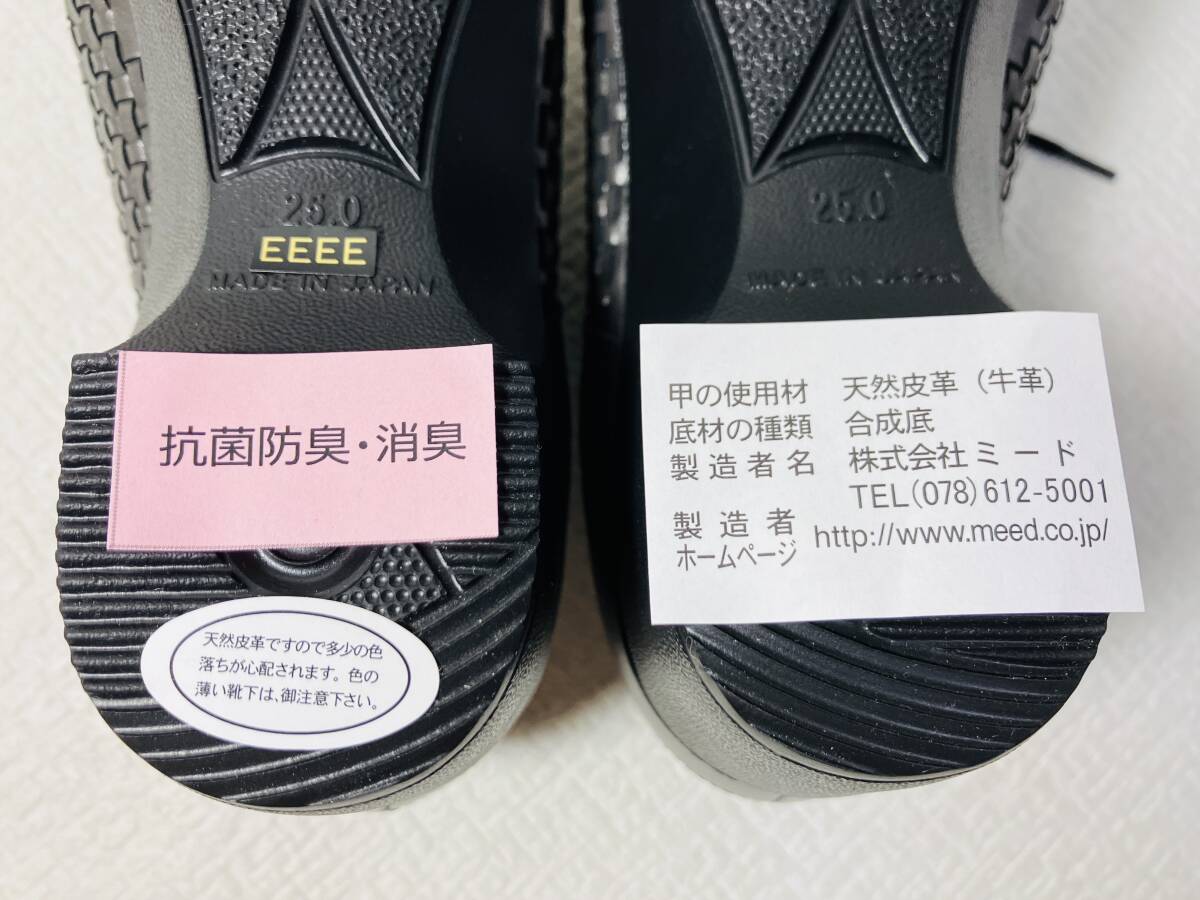 25.0
EEEE
MADE IN JAPAN
抗菌防臭・消臭
天然皮革ですので多少の色
落ちが心配されます。色の
薄い靴下は、御注意下さい。
25.0
MADE IN JAPAN
甲の使用材 天然皮革（牛革）
底材の種類 合成底
製造者名 株式会社ミード
TEL(078)612-5001
製造者
ホームページ http://www.meed.co.jp/